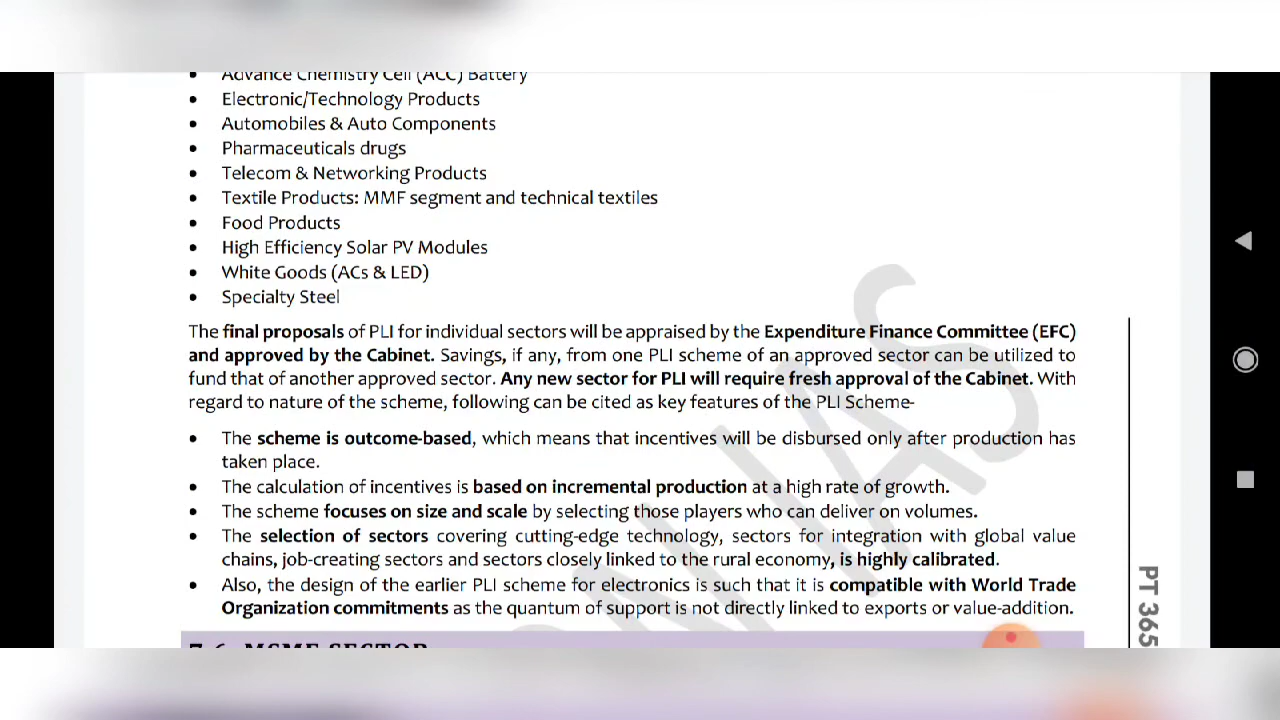 Advance Chemistry Cell (ACC) Battery
• Electronic/Technology Products
• Automobiles & Auto Components
• Pharmaceuticals drugs
• Telecom & Networking Products
• Textile Products: MMF segment and technical textiles
• Food Products
• High Efficiency Solar PV Modules
• White Goods (ACs & LED)
• Specialty Steel
The final proposals of PLI for individual sectors will be appraised by the Expenditure Finance Committee (EFC)
and approved by the Cabinet. Savings, if any, from one PLI scheme of an approved sector can be utilized to
fund that of another approved sector. Any new sector for PLI will require fresh approval of the Cabinet. With
regard to nature of the scheme, following can be cited as key features of the PLI Scheme-
• The scheme is outcome-based, which means that incentives will be disbursed only after production has
taken place.
• The calculation of incentives is based on incremental production at a high rate of growth.
• The scheme focuses on size and scale by selecting those players who can deliver on volumes.
• The selection of sectors covering cutting-edge technology, sectors for integration with global value
chains, job-creating sectors and sectors closely linked to the rural economy, is highly calibrated.
• Also, the design of the earlier PLI scheme for electronics is such that it is compatible with World Trade
Organization commitments as the quantum of support is not directly linked to exports or value-addition.
7.6. MSME SECTOR
PT 365
ON IAS